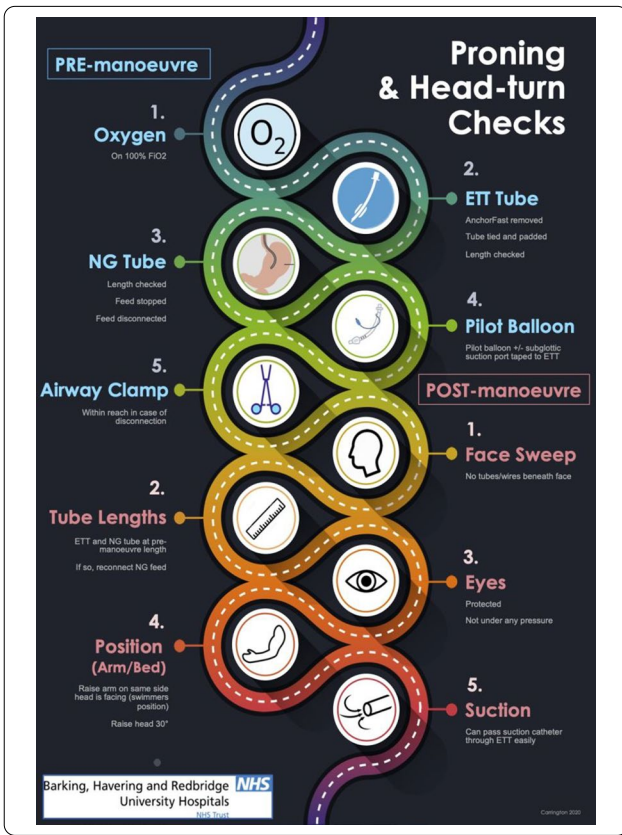 PRE-manoeuvre
Proning
& Head-turn
Checks
1.
Oxygen
On 100% FiO2
O2
2.
ETT Tube
AnchorFast removed
Tube tied and padded
Length checked
3.
NG Tube
Length checked
Feed stopped
Feed disconnected
4.
Pilot Balloon
Pilot balloon +/- subglottic
suction port taped to ETT
5.
Airway Clamp
Within reach in case of
disconnection
POST-manoeuvre
1.
Face Sweep
No tubes/wires beneath face
2.
Tube Lengths
ETT and NG tube at pre-
manoeuvre length
If so, reconnect NG feed
3.
Eyes
Protected
Not under any pressure
4.
Position
(Arm/Bed)
Raise arm on same side
head is facing (swimmers
position)
Raise head 30°
5.
Suction
Can pass suction catheter
through ETT easily
Barking, Havering and Redbridge
University Hospitals
NHS
NHS Trust
Carrington 2020